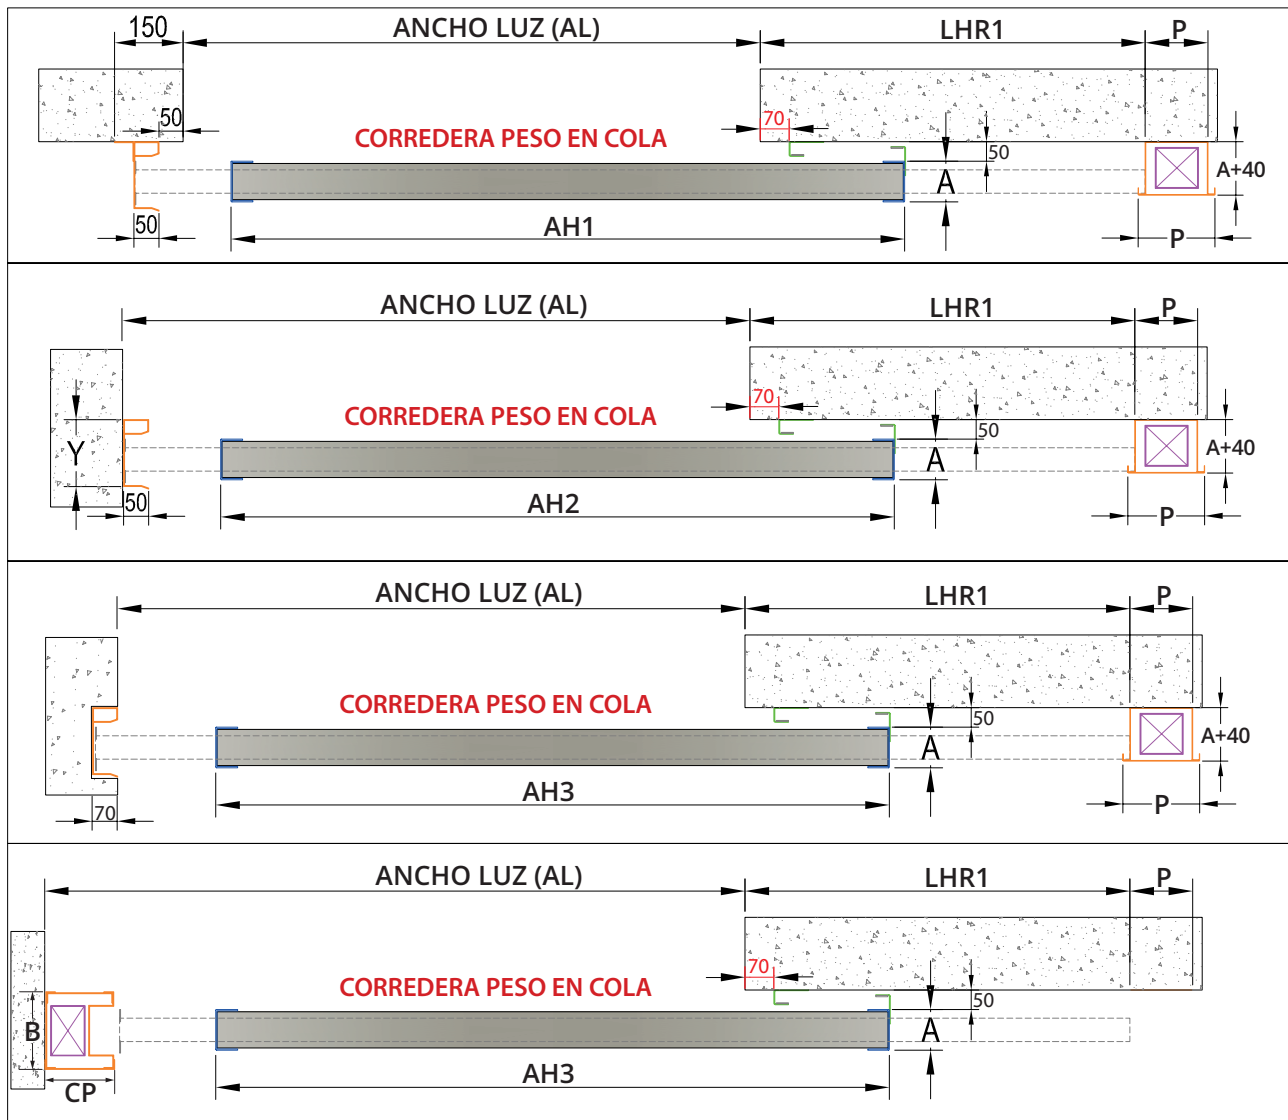 150 ANCHO LUZ (AL) LHR1 P
50 70
CORREDERA PESO EN COLA 50
A A+40
50 AH1 P
ANCHO LUZ (AL) LHR1 P
70
CORREDERA PESO EN COLA 50
Y A A+40
50 AH2 P
ANCHO LUZ (AL) LHR1 P
CORREDERA PESO EN COLA 50
A A+40
70 AH3 P
ANCHO LUZ (AL) LHR1 P
70
CORREDERA PESO EN COLA 50
B A
CP AH3